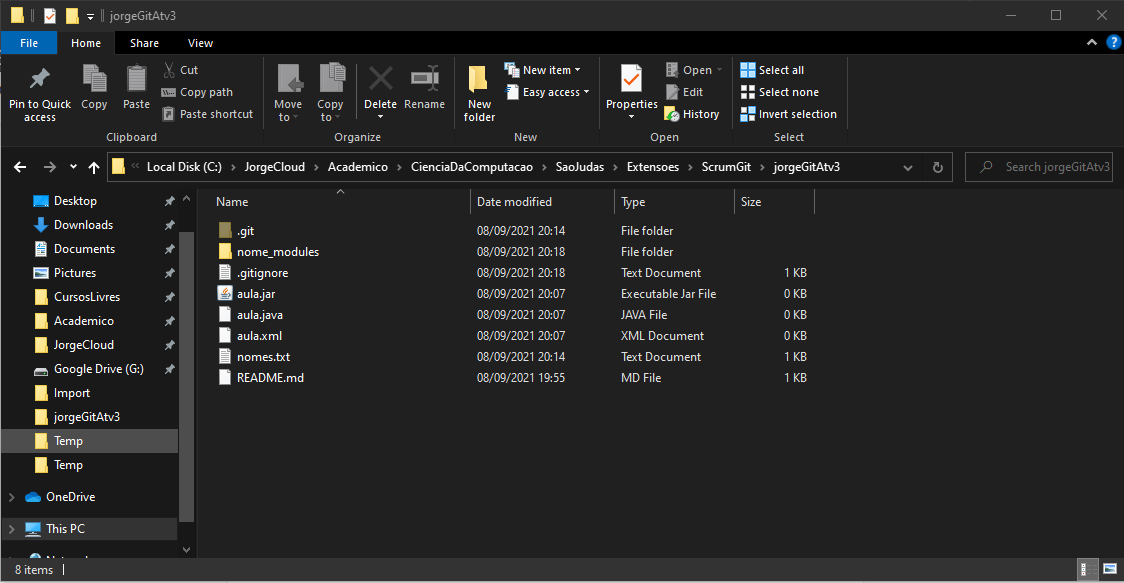 jorgeGitAtv3
File Home Share View
Pin to Quick access
Copy
Paste
Cut
Copy path
Paste shortcut
Clipboard
Move to
Copy to
Delete
Rename
Organize
New folder
New item
Easy access
New
Properties
Open
Edit
History
Open
Select all
Select none
Invert selection
Select
« Local Disk (C:) > JorgeCloud > Academico > CienciaDaComputacao > SaoJudas > Extensoes > ScrumGit > jorgeGitAtv3
Search jorgeGitAtv3
Desktop
Downloads
Documents
Pictures
CursosLivres
Academico
JorgeCloud
Google Drive (G:)
Import
jorgeGitAtv3
Temp
Temp
OneDrive
This PC
Name Date modified Type Size
.git 08/09/2021 20:14 File folder
nome_modules 08/09/2021 20:18 File folder
.gitignore 08/09/2021 20:18 Text Document 1 KB
aula.jar 08/09/2021 20:07 Executable Jar File 0 KB
aula.java 08/09/2021 20:07 JAVA File 0 KB
aula.xml 08/09/2021 20:07 XML Document 0 KB
nomes.txt 08/09/2021 20:14 Text Document 1 KB
README.md 08/09/2021 19:55 MD File 1 KB
8 items